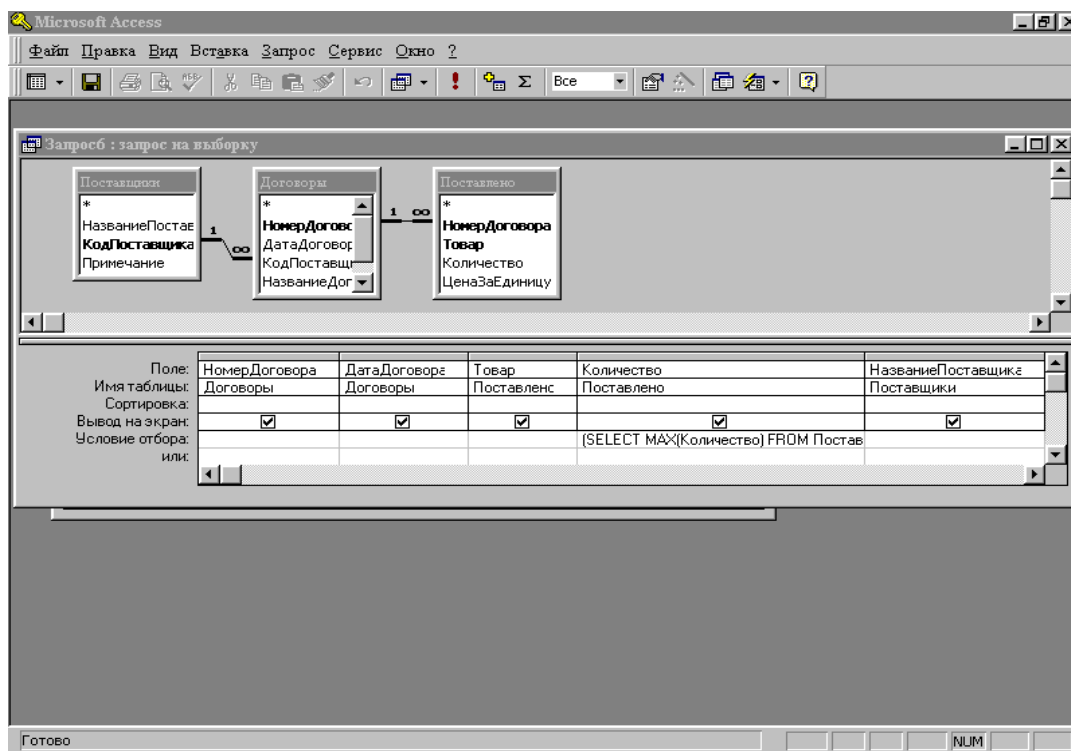 Microsoft Access
Файл Правка Вид Вставка Запрос Сервис Окно ?
Все
Запрос6 : запрос на выборку
Поставщики Договоры Поставлено
* * *
НазваниеПостав НомерДогово НомерДоговора
КодПоставщика ДатаДоговор Товар
Примечание КодПоставщи Количество
НазваниеДог ЦенаЗаЕдиницу
1 ∞ 1 ∞
Поле: НомерДоговора ДатаДоговора Товар Количество НазваниеПоставщика
Имя таблицы: Договоры Договоры Поставленс Поставлено Поставщики
Сортировка:
Вывод на экран:
Условие отбора: (SELECT MAX(Количество) FROM Постав
или:
Готово NUM